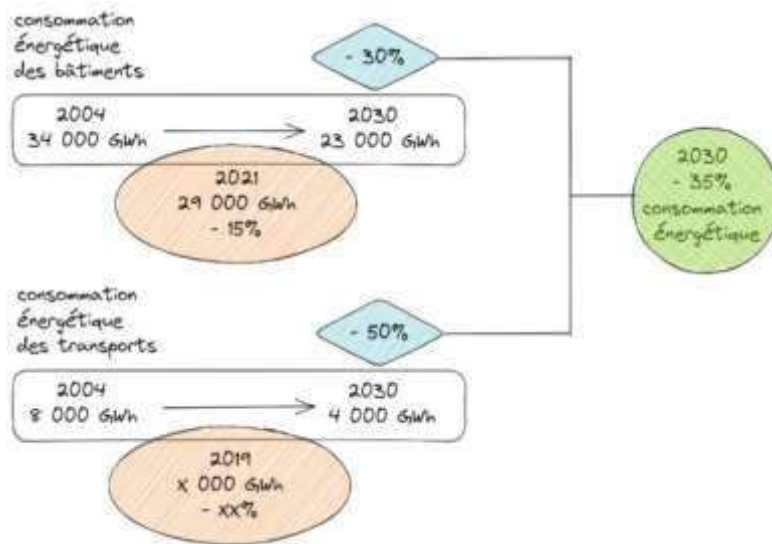 consommation
énergétique
des bâtiments
- 30%
2004
34 000 GWh
2030
23 000 GWh
2021
29 000 GWh
- 15%
2030
- 35%
consommation
énergétique
consommation
énergétique
des transports
- 50%
2004
8 000 GWh
2030
4 000 GWh
2019
x 000 GWh
- xx%